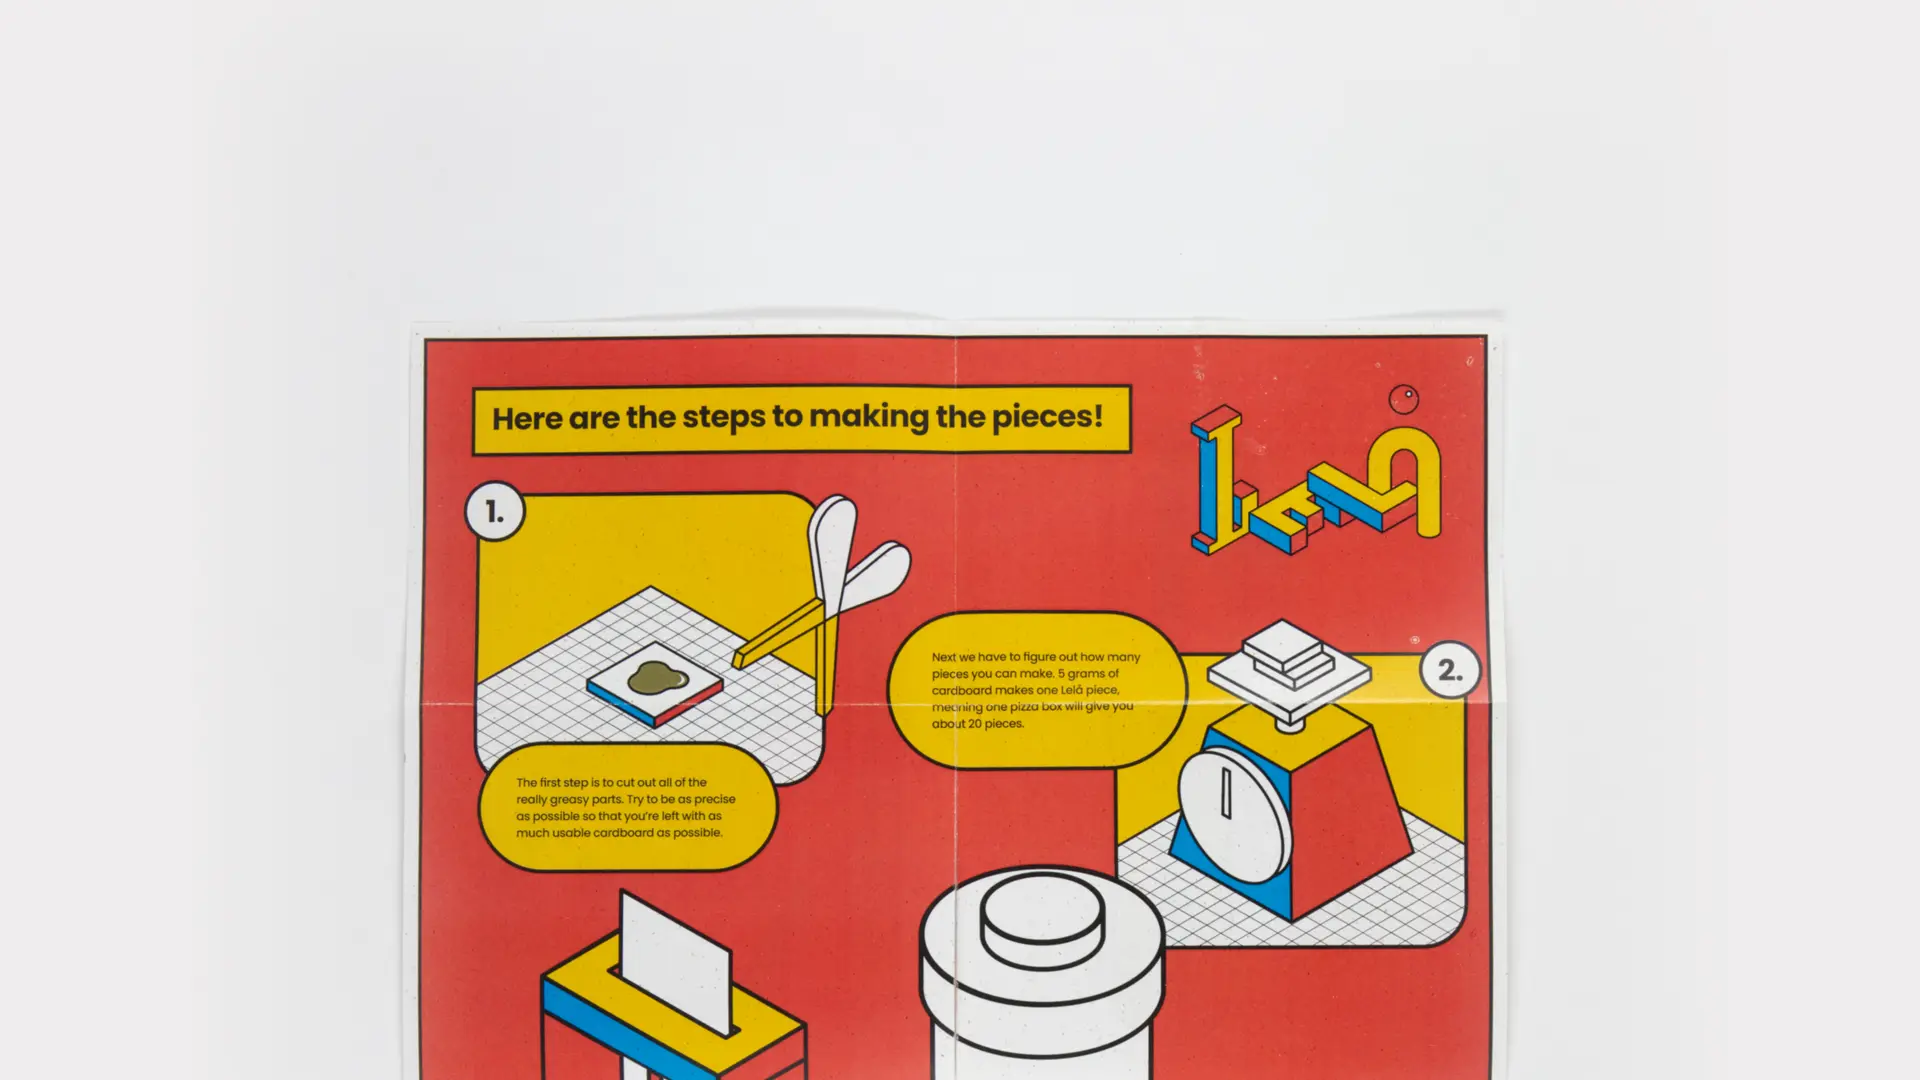 Here are the steps to making the pieces!
Lelå
1.
The first step is to cut out all of the
really greasy parts. Try to be as precise
as possible so that you're left with as
much usable cardboard as possible.
2.
Next we have to figure out how many
pieces you can make. 5 grams of
cardboard makes one Lelå piece,
meaning one pizza box will give you
about 20 pieces.